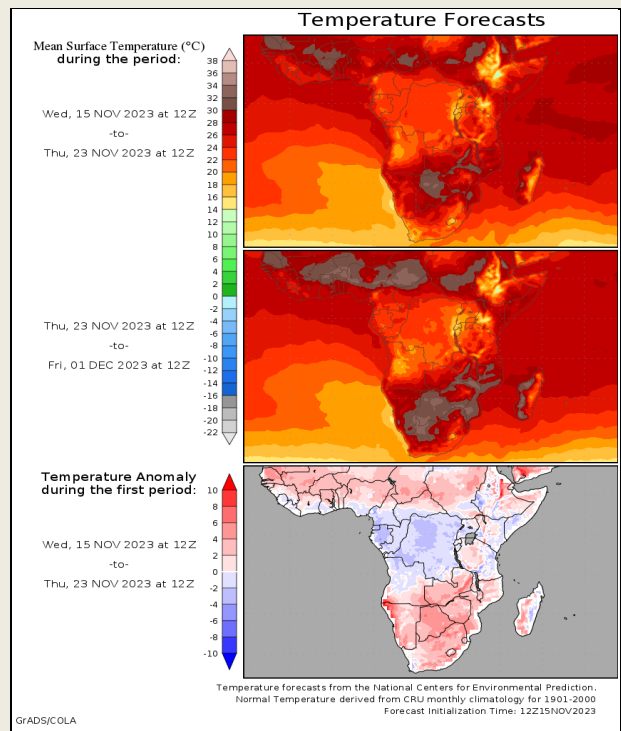 Temperature Forecasts
Mean Surface Temperature (°C)
during the period:
Wed, 15 NOV 2023 at 12Z
-to-
Thu, 23 NOV 2023 at 12Z
38
36
34
32
30
28
26
24
22
20
18
16
14
12
10
8
6
4
2
0
-2
-4
-6
-8
-10
-12
-14
-16
-18
-20
-22
Thu, 23 NOV 2023 at 12Z
-to-
Fri, 01 DEC 2023 at 12Z
Temperature Anomaly
during the first period:
Wed, 15 NOV 2023 at 12Z
-to-
Thu, 23 NOV 2023 at 12Z
10
8
6
4
2
0
-2
-4
-6
-8
-10
Temperature forecasts from the National Centers for Environmental Prediction.
Normal Temperature derived from CRU monthly climatology for 1901-2000
Forecast Initialization Time: 12Z15NOV2023
GrADS/COLA